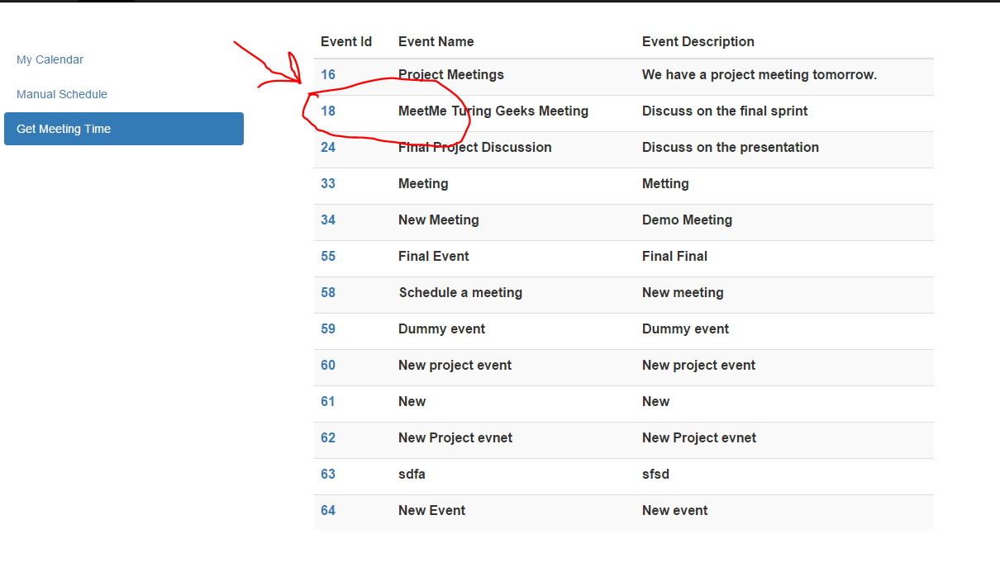 My Calendar
Manual Schedule
Get Meeting Time
Event Id Event Name Event Description
16 Project Meetings We have a project meeting tomorrow.
18 MeetMe Turing Geeks Meeting Discuss on the final sprint
24 Final Project Discussion Discuss on the presentation
33 Meeting Metting
34 New Meeting Demo Meeting
55 Final Event Final Final
58 Schedule a meeting New meeting
59 Dummy event Dummy event
60 New project event New project event
61 New New
62 New Project evnet New Project evnet
63 sdfa sfsd
64 New Event New event